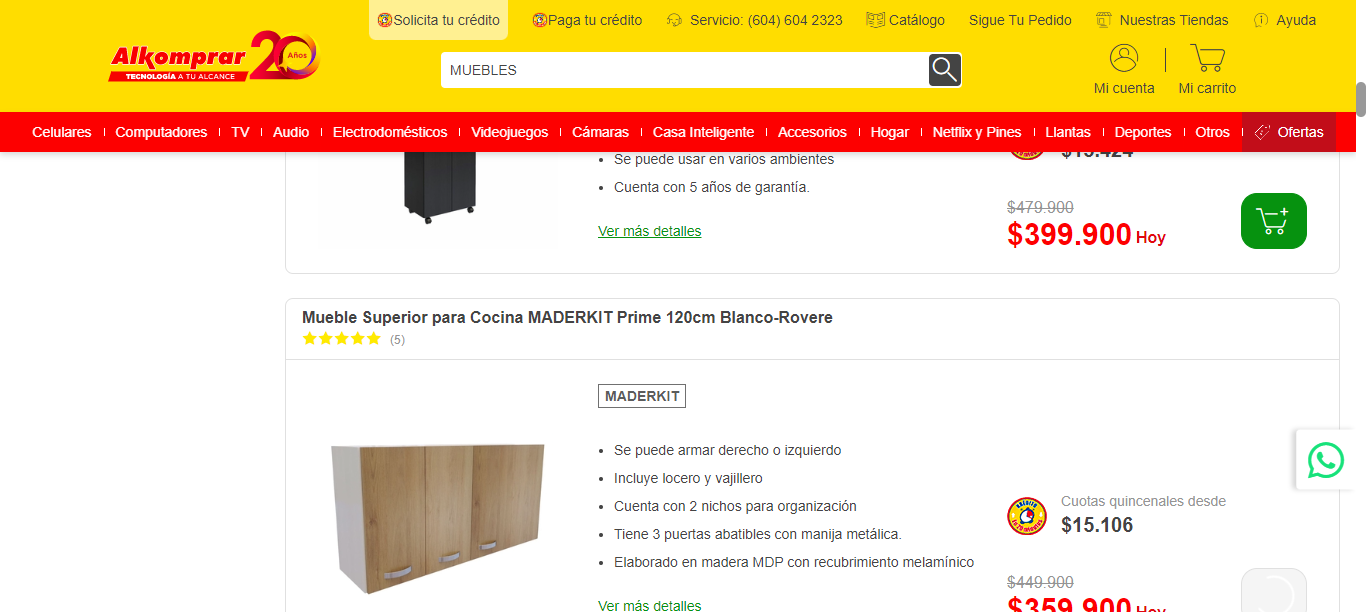 Solicita tu crédito
Paga tu crédito
Servicio: (604) 604 2323
Catálogo
Sigue Tu Pedido
Nuestras Tiendas
Ayuda
Alkomprar 20 Años
TECNOLOGÍA A TU ALCANCE
MUEBLES
Mi cuenta
Mi carrito
Celulares
Computadores
TV
Audio
Electrodomésticos
Videojuegos
Cámaras
Casa Inteligente
Accesorios
Hogar
Netflix y Pines
Llantas
Deportes
Otros
Ofertas
• Se puede usar en varios ambientes
• Cuenta con 5 años de garantía.
Ver más detalles
$15.424
$479.900
$399.900 Hoy
Mueble Superior para Cocina MADERKIT Prime 120cm Blanco-Rovere
(5)
MADERKIT
• Se puede armar derecho o izquierdo
• Incluye locero y vajillero
• Cuenta con 2 nichos para organización
• Tiene 3 puertas abatibles con manija metálica.
• Elaborado en madera MDP con recubrimiento melamínico
Ver más detalles
Cuotas quincenales desde
$15.106
$449.900
$359.900 Hoy